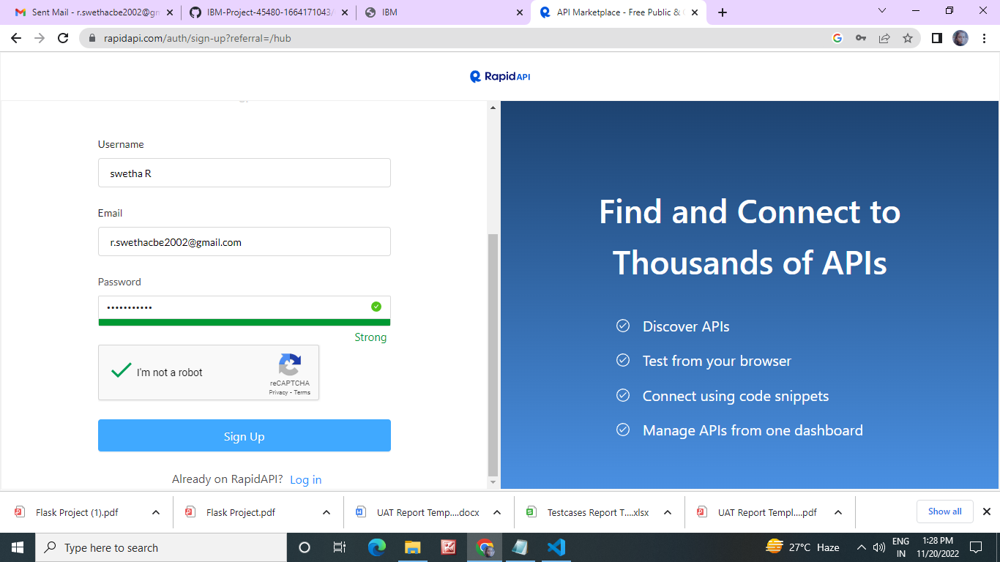 Sent Mail - r.swethacbe2002@gm
IBM-Project-45480-1664171043/
IBM
API Marketplace - Free Public &
rapidapi.com/auth/sign-up?referral=/hub
Rapid API
Username
swetha R
Email
r.swethacbe2002@gmail.com
Password
•••••••••••
Strong
I'm not a robot
reCAPTCHA
Privacy - Terms
Sign Up
Already on RapidAPI? Log in
Find and Connect to
Thousands of APIs
Discover APIs
Test from your browser
Connect using code snippets
Manage APIs from one dashboard
Flask Project (1).pdf
Flask Project.pdf
UAT Report Temp....docx
Testcases Report T....xlsx
UAT Report Templ....pdf
Show all
Type here to search
27°C Haze
ENG
IN
1:28 PM
11/20/2022